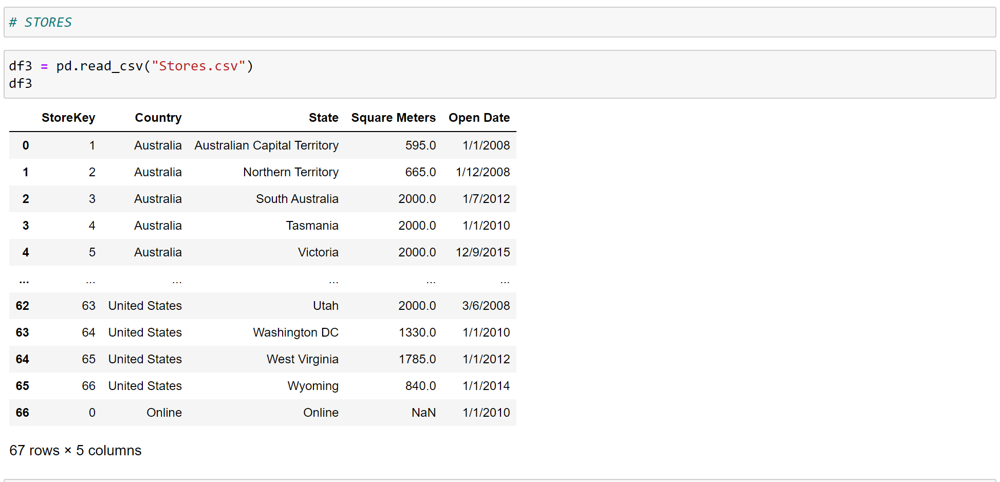 # STORES
df3 = pd.read_csv("Stores.csv")
df3
StoreKey Country State Square Meters Open Date
0 1 Australia Australian Capital Territory 595.0 1/1/2008
1 2 Australia Northern Territory 665.0 1/12/2008
2 3 Australia South Australia 2000.0 1/7/2012
3 4 Australia Tasmania 2000.0 1/1/2010
4 5 Australia Victoria 2000.0 12/9/2015
... ... ... ... ... ...
62 63 United States Utah 2000.0 3/6/2008
63 64 United States Washington DC 1330.0 1/1/2010
64 65 United States West Virginia 1785.0 1/1/2012
65 66 United States Wyoming 840.0 1/1/2014
66 0 Online Online NaN 1/1/2010
67 rows × 5 columns